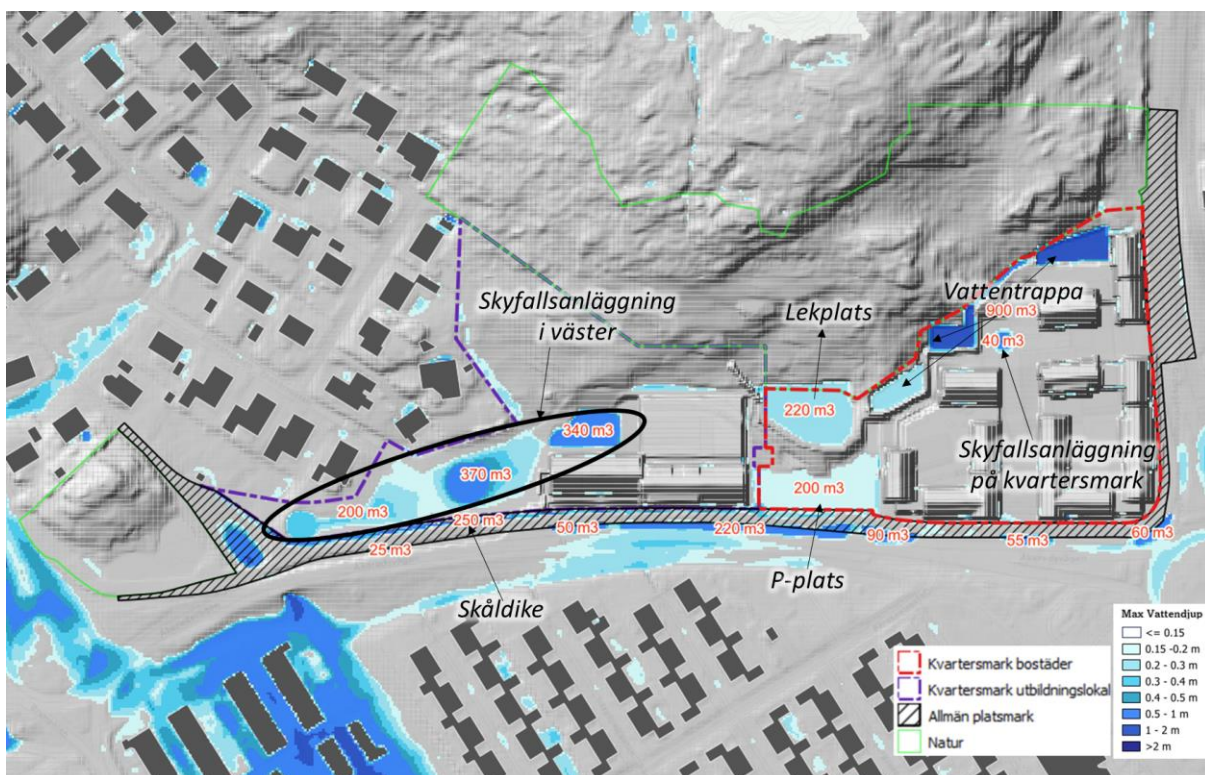 Skyfallsanläggning
i väster
Lekplats
Vattentrappa
900 m3
40 m3
220 m3
340 m3
Skyfallsanläggning
på kvartersmark
370 m3
200 m3
200 m3
250 m3
50 m3
220 m3
90 m3
55 m3
60 m3
25 m3
P-plats
Skåldike
Kvartersmark bostäder
Kvartersmark utbildningslokal
Allmän platsmark
Natur
Max Vattendjup
<= 0.15
0.15 -0.2 m
0.2 - 0.3 m
0.3 - 0.4 m
0.4 - 0.5 m
0.5 - 1 m
1 - 2 m
>2 m